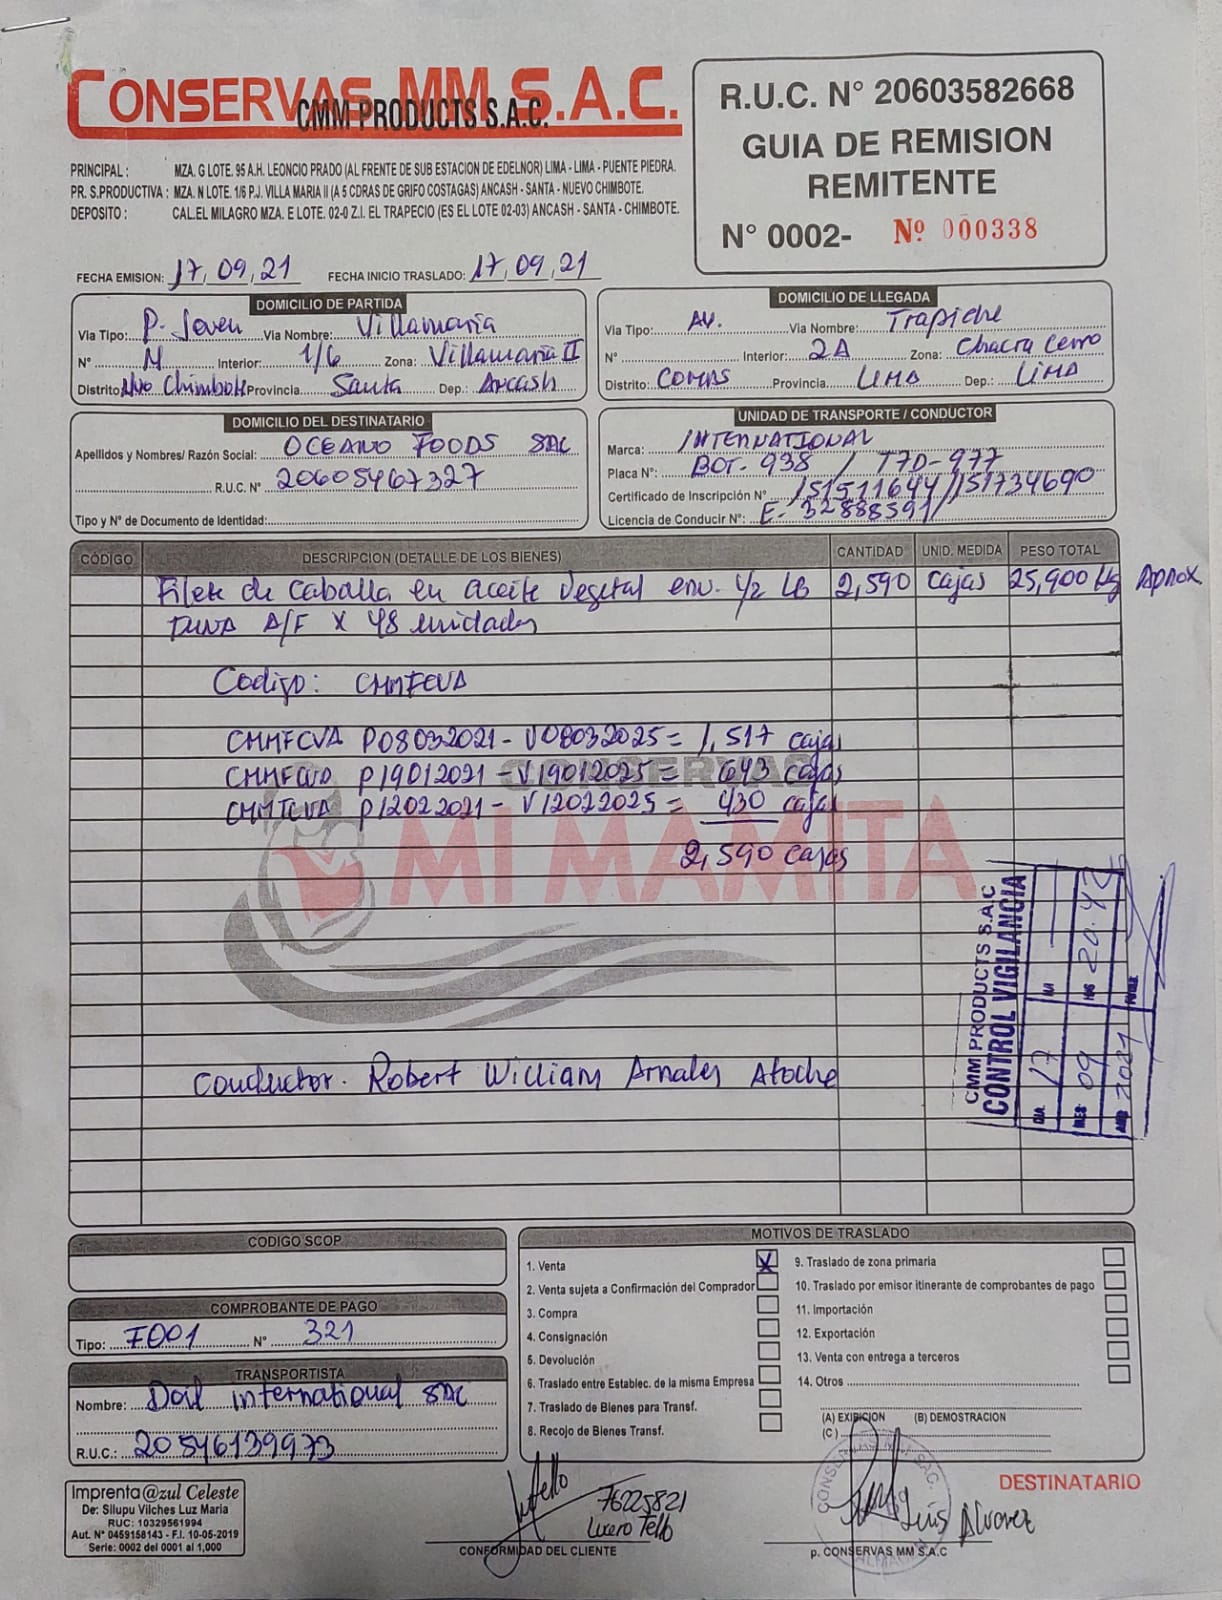 CONSERVAS MM S.A.C.
CMM PRODUCTS S.A.C.
PRINCIPAL : MZA. G LOTE. 95 A.H. LEONCIO PRADO (AL FRENTE DE SUB ESTACION DE EDELNOR) LIMA - LIMA - PUENTE PIEDRA.
PR. S.PRODUCTIVA : MZA. N LOTE. 1/6 P.J. VILLA MARIA II (A 5 CDRAS DE GRIFO COSTAGAS) ANCASH - SANTA - NUEVO CHIMBOTE.
DEPOSITO : CAL.EL MILAGRO MZA. E LOTE. 02-0 Z.I. EL TRAPECIO (ES EL LOTE 02-03) ANCASH - SANTA - CHIMBOTE.
R.U.C. N° 20603582668
GUIA DE REMISION
REMITENTE
N° 0002- Nº 000338
FECHA EMISION: 17, 09, 21 FECHA INICIO TRASLADO: 17, 09, 21
DOMICILIO DE PARTIDA
Via Tipo: P. Joven Via Nombre: Villamaria
N° M Interior: 1/6 Zona: Villamaria II
Distrito: Nvo Chimbote Provincia Santa Dep.: Ancash
DOMICILIO DE LLEGADA
Via Tipo: AV. Via Nombre: Trapiche
N° Interior: 2A Zona: Chacra Cerro
Distrito: COMAS Provincia LIMA Dep.: LIMA
DOMICILIO DEL DESTINATARIO
Apellidos y Nombres/ Razón Social: OCEANO FOODS SAC
R.U.C. N° 20605467327
Tipo y N° de Documento de Identidad:
UNIDAD DE TRANSPORTE / CONDUCTOR
Marca: INTERNATIONAL
Placa N°: BOT-938 / T7D-977
Certificado de Inscripción N° 151511644 / 151734690
Licencia de Conducir N°: E-32888591
CÓDIGO DESCRIPCION (DETALLE DE LOS BIENES) CANTIDAD UNID. MEDIDA PESO TOTAL
Filete de Caballa en aceite Vegetal env. 1/2 LB 2,590 cajas 25,900 Kg Aprox.
TUNA A/F X 48 unidades
Codigo: CMMFCVA
CMMFCVA P08032021 - V08032025 = 1,517 cajas
CMMFCVA P19012021 - V19012025 = 643 cajas
CMMFCVA P12022021 - V12022025 = 430 cajas
2,590 cajas
CONSERVAS
MI MAMITA
CMM PRODUCTS S.A.C
CONTROL VIGILANCIA
DIA 17
MES 09 HRS 20:42
AÑO 2021
Conductor. Robert William Arnales Atoche
CODIGO SCOP
COMPROBANTE DE PAGO
Tipo: F001 N° 321
TRANSPORTISTA
Nombre: Doil international SAC
R.U.C.: 20546139973
MOTIVOS DE TRASLADO
1. Venta X
2. Venta sujeta a Confirmación del Comprador
3. Compra
4. Consignación
5. Devolución
6. Traslado entre Establec. de la misma Empresa
7. Traslado de Bienes para Transf.
8. Recojo de Bienes Transf.
9. Traslado de zona primaria
10. Traslado por emisor itinerante de comprobantes de pago
11. Importación
12. Exportación
13. Venta con entrega a terceros
14. Otros
(A) EXIBICION (B) DEMOSTRACION
(C)
Imprenta @zul Celeste
De: Silupu Vilches Luz Maria
RUC: 10329561994
Aut. N° 0459158143 - F.I. 10-05-2019
Serie: 0002 del 0001 al 1,000
76225821
Lucero Tello
CONFORMIDAD DEL CLIENTE
Luis Alvarez
p. CONSERVAS MM S.A.C
DESTINATARIO